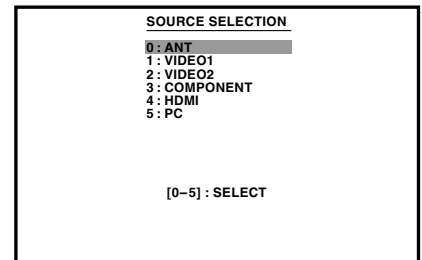 SOURCE SELECTION
0 : ANT
1 : VIDEO1
2 : VIDEO2
3 : COMPONENT
4 : HDMI
5 : PC
[0–5] : SELECT